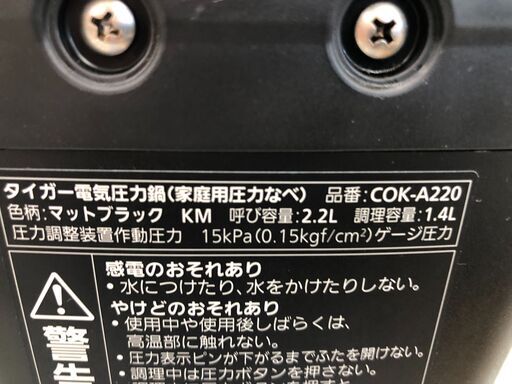 タイガー電気圧力鍋(家庭用圧力なべ) 品番:COK-A220
色柄:マットブラック KM 呼び容量:2.2L 調理容量:1.4L
圧力調整装置作動圧力 15kPa(0.15kgf/cm²)ゲージ圧力
警告
感電のおそれあり
・水につけたり、水をかけたりしない。
やけどのおそれあり
・使用中や使用後しばらくは、
高温部に触れない。
・圧力表示ピンが下がるまでふたを開けない。
・調理中は圧力ボタンを押さない。